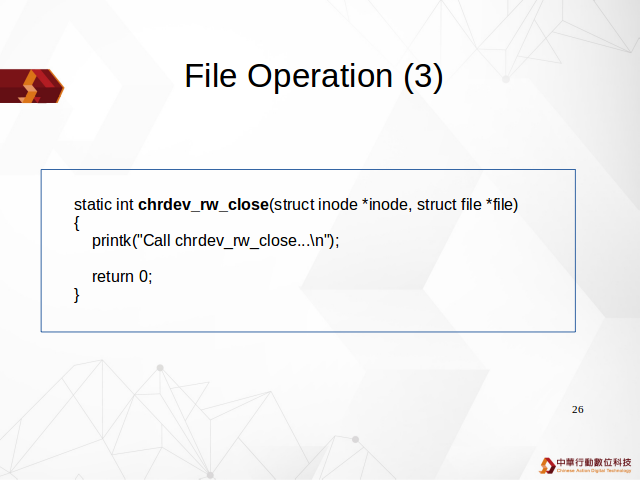 File Operation (3)
static int chrdev_rw_close(struct inode *inode, struct file *file)
{
printk("Call chrdev_rw_close...\n");
return 0;
}
26
中華行動數位科技
Chinese Action Digital Technology